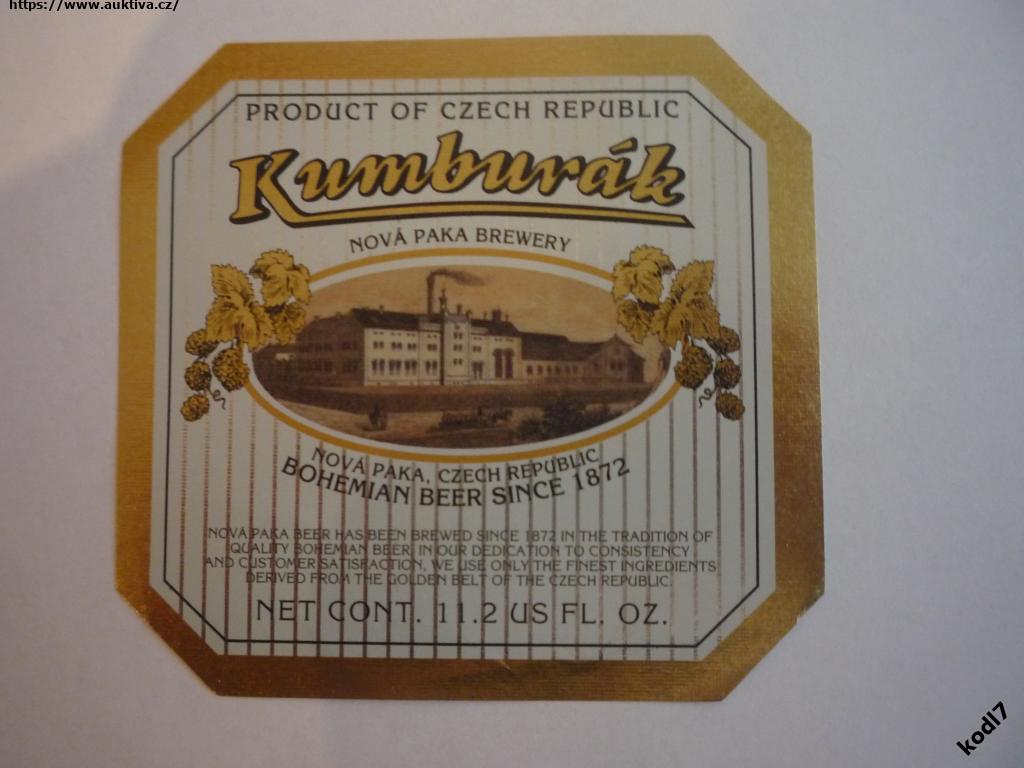 https://www.auktiva.cz/
PRODUCT OF CZECH REPUBLIC
Kumburák
NOVÁ PAKA BREWERY
NOVÁ PAKA, CZECH REPUBLIC
BOHEMIAN BEER SINCE 1872
NOVÁ PAKA BEER HAS BEEN BREWED SINCE 1872 IN THE TRADITION OF
QUALITY BOHEMIAN BEER. IN OUR DEDICATION TO CONSISTENCY
AND CUSTOMER SATISFACTION, WE USE ONLY THE FINEST INGREDIENTS
DERIVED FROM THE GOLDEN BELT OF THE CZECH REPUBLIC.
NET CONT. 11.2 US FL. OZ.
kodl7